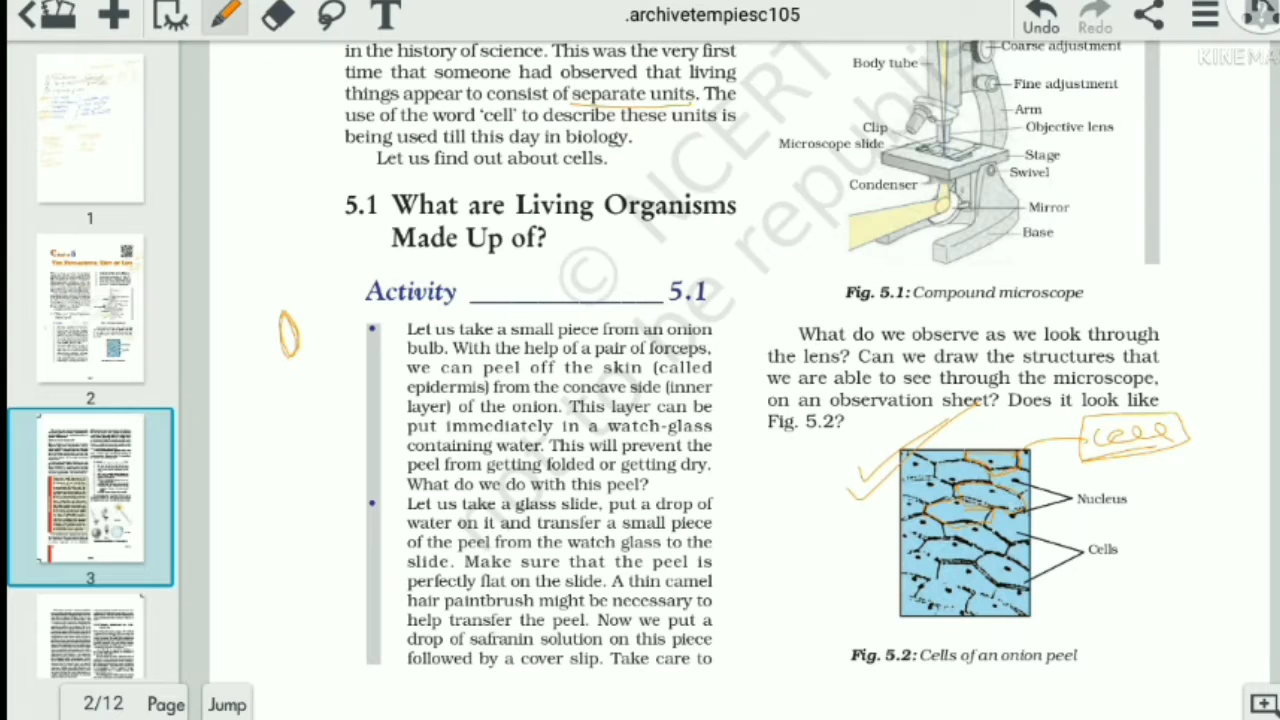 .archivetempiesc105
Undo
Redo
KINEMA
1
2
3
2/12
Page
Jump
in the history of science. This was the very first
time that someone had observed that living
things appear to consist of separate units. The
use of the word 'cell' to describe these units is
being used till this day in biology.
Let us find out about cells.
5.1 What are Living Organisms
Made Up of?
Activity ______________ 5.1
• Let us take a small piece from an onion
bulb. With the help of a pair of forceps,
we can peel off the skin (called
epidermis) from the concave side (inner
layer) of the onion. This layer can be
put immediately in a watch-glass
containing water. This will prevent the
peel from getting folded or getting dry.
What do we do with this peel?
• Let us take a glass slide, put a drop of
water on it and transfer a small piece
of the peel from the watch glass to the
slide. Make sure that the peel is
perfectly flat on the slide. A thin camel
hair paintbrush might be necessary to
help transfer the peel. Now we put a
drop of safranin solution on this piece
followed by a cover slip. Take care to
Coarse adjustment
Body tube
Fine adjustment
Arm
Clip
Objective lens
Microscope slide
Stage
Swivel
Condenser
Mirror
Base
Fig. 5.1: Compound microscope
What do we observe as we look through
the lens? Can we draw the structures that
we are able to see through the microscope,
on an observation sheet? Does it look like
Fig. 5.2?
Nucleus
Cells
Fig. 5.2: Cells of an onion peel
© NCERT